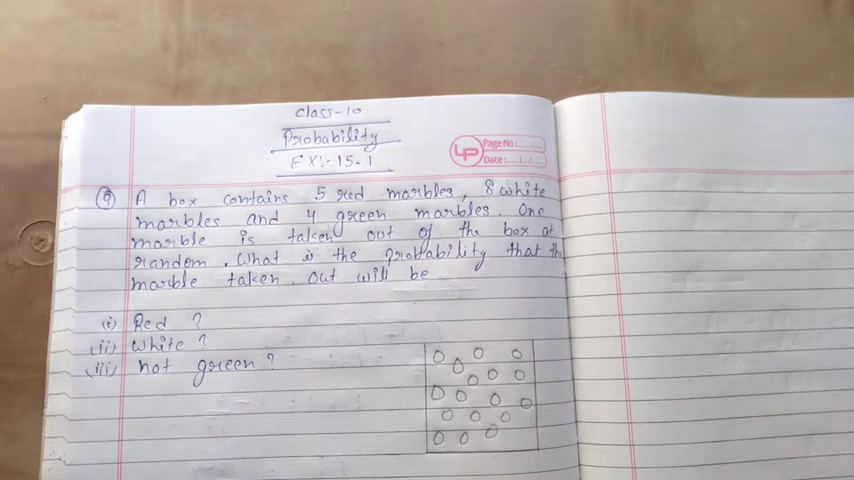 Class-10
Probability
EX:-15.1
LP
Page No:.......
Date:.../.../...
9 A box contains 5 red marbles, 8 white
marbles and 4 green marbles. One
marble is taken out of the box at
random. What is the probability that the
marble taken out will be
(i) Red ?
(ii) White ?
(iii) not green ?